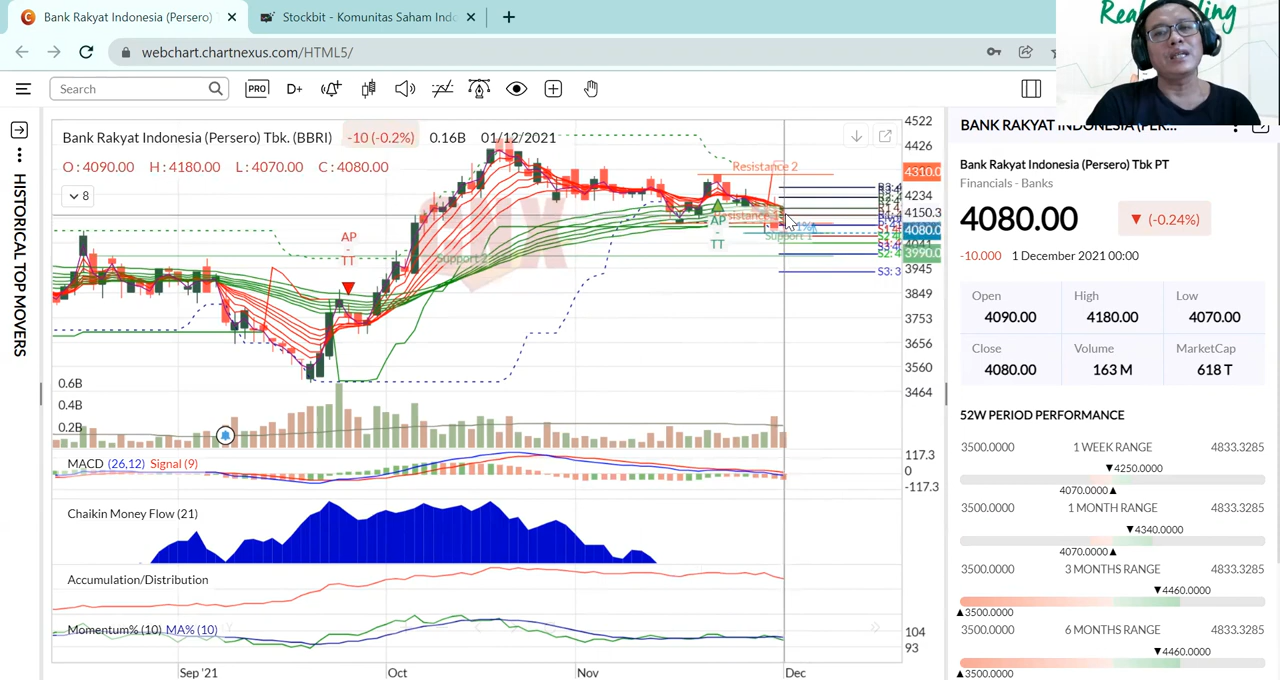 Bank Rakyat Indonesia (Persero)
Stockbit - Komunitas Saham Indo
webchart.chartnexus.com/HTML5/
Search
PRO
D+
HISTORICAL TOP MOVERS
Bank Rakyat Indonesia (Persero) Tbk. (BBRI) -10 (-0.2%) 0.16B 01/12/2021
O: 4090.00 H: 4180.00 L: 4070.00 C: 4080.00
8
AP
TT
AP
TT
Resistance 2
Support 1
Support 2
4522
4426
4310.0
4234
4150.3
4080.0
3990.0
3945
3849
3753
3656
3560
3464
S3: 3
0.6B
0.4B
0.2B
MACD (26,12) Signal (9)
117.3
0
-117.3
Chaikin Money Flow (21)
Accumulation/Distribution
Momentum% (10) MA% (10)
104
93
Sep '21
Oct
Nov
Dec
BANK RAKYAT INDONESIA (PER...
Bank Rakyat Indonesia (Persero) Tbk PT
Financials - Banks
4080.00 ▼ (-0.24%)
-10.000 1 December 2021 00:00
Open High Low
4090.00 4180.00 4070.00
Close Volume MarketCap
4080.00 163 M 618 T
52W PERIOD PERFORMANCE
3500.0000 1 WEEK RANGE 4833.3285
▼4250.0000
4070.0000▲
3500.0000 1 MONTH RANGE 4833.3285
▼4340.0000
4070.0000▲
3500.0000 3 MONTHS RANGE 4833.3285
▼4460.0000
▲3500.0000
3500.0000 6 MONTHS RANGE 4833.3285
▼4460.0000
▲3500.0000